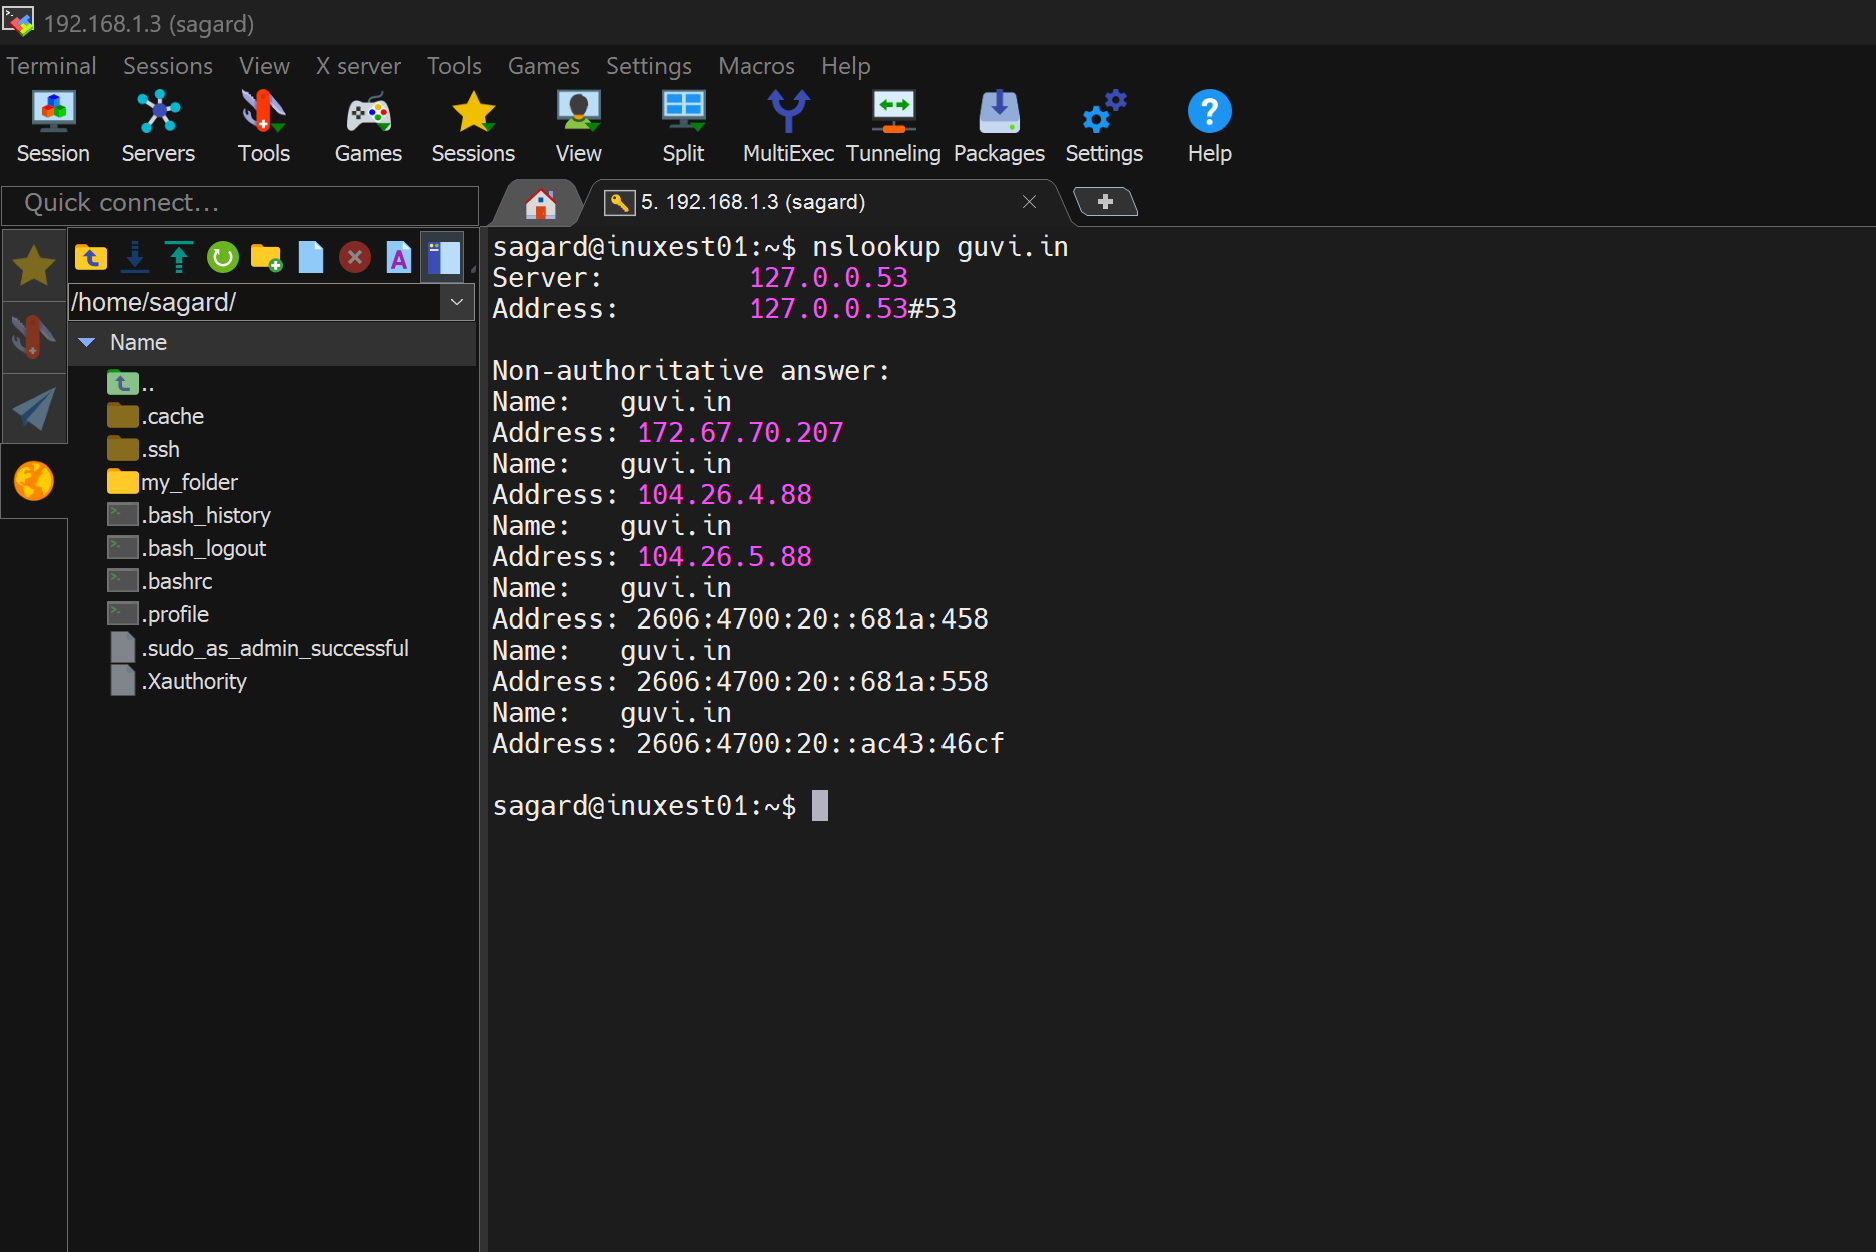 192.168.1.3 (sagard)
Terminal Sessions View X server Tools Games Settings Macros Help
Session Servers Tools Games Sessions View Split MultiExec Tunneling Packages Settings Help
Quick connect...
5. 192.168.1.3 (sagard)
/home/sagard/
Name
..
.cache
.ssh
my_folder
.bash_history
.bash_logout
.bashrc
.profile
.sudo_as_admin_successful
.Xauthority
sagard@inuxest01:~$ nslookup guvi.in
Server: 127.0.0.53
Address: 127.0.0.53#53
Non-authoritative answer:
Name: guvi.in
Address: 172.67.70.207
Name: guvi.in
Address: 104.26.4.88
Name: guvi.in
Address: 104.26.5.88
Name: guvi.in
Address: 2606:4700:20::681a:458
Name: guvi.in
Address: 2606:4700:20::681a:558
Name: guvi.in
Address: 2606:4700:20::ac43:46cf
sagard@inuxest01:~$